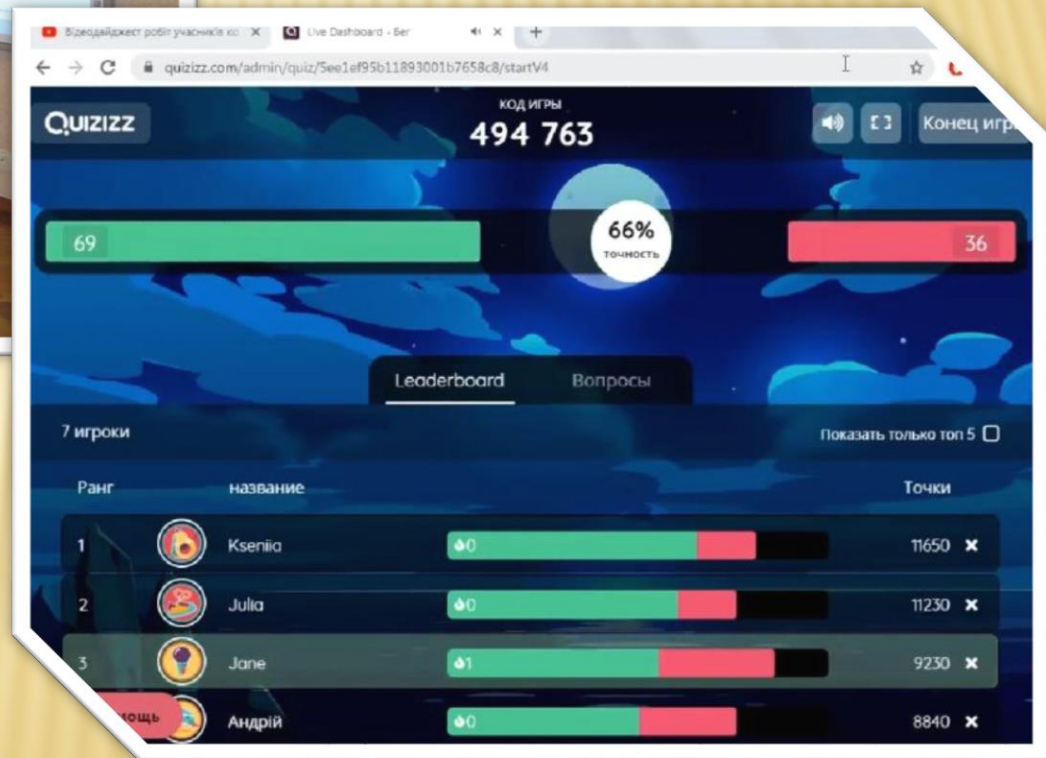 Відеодайджест робіт учасників ко
Live Dashboard - Бег
quizizz.com/admin/quiz/5ee1ef95b11893001b7658c8/startV4
QUIZIZZ
КОД ИГРЫ
494 763
Конец игр
69
66%
точность
36
Leaderboard Вопросы
7 игроки Показать только топ 5
Ранг название Точки
1 Kseniia 0 11650
2 Julia 0 11230
3 Jane 1 9230
мощь Андрій 0 8840